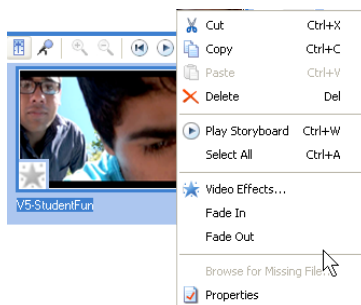 Cut Ctrl+X
Copy Ctrl+C
Paste Ctrl+V
Delete Del
Play Storyboard Ctrl+W
Select All Ctrl+A
Video Effects...
Fade In
Fade Out
Browse for Missing File
Properties
V5-StudentFun